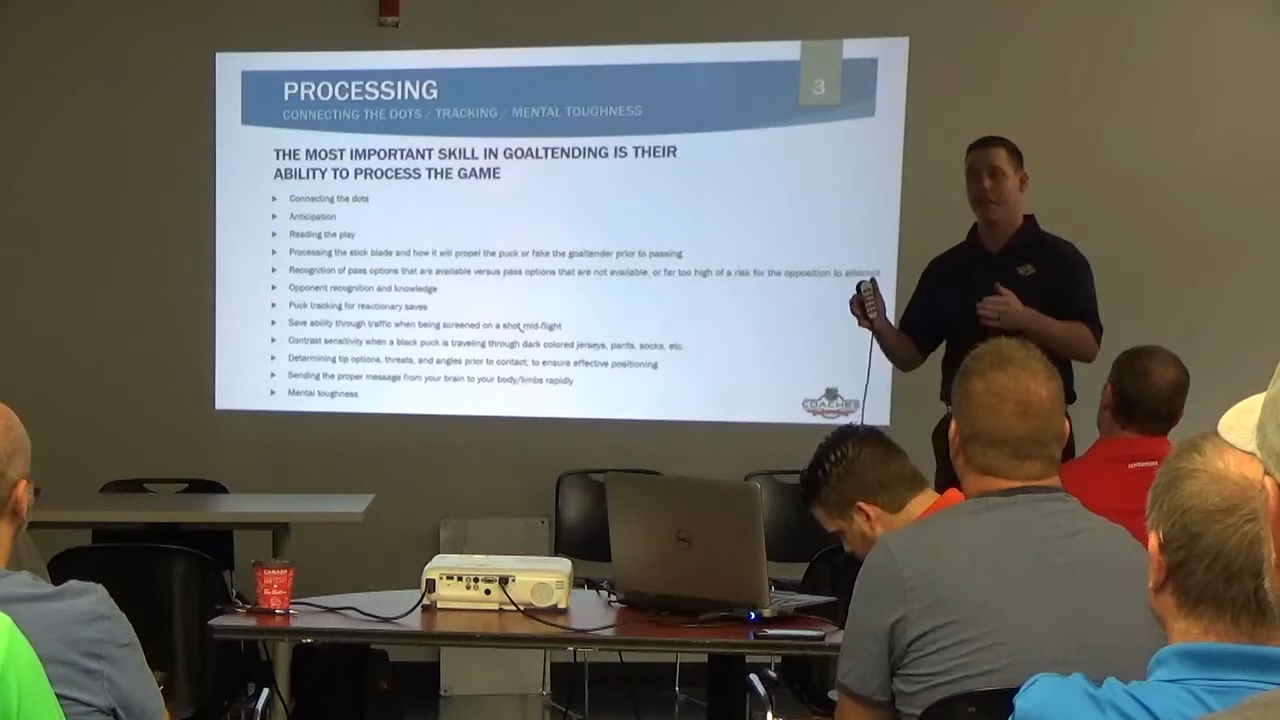 3
PROCESSING
CONNECTING THE DOTS / TRACKING / MENTAL TOUGHNESS
THE MOST IMPORTANT SKILL IN GOALTENDING IS THEIR
ABILITY TO PROCESS THE GAME
Connecting the dots
Anticipation
Reading the play
Processing the stick blade and how it will propel the puck or fake the goaltender prior to passing
Recognition of pass options that are available versus pass options that are not available, or far too high of a risk for the opposition to attempt
Opponent recognition and knowledge
Puck tracking for reactionary saves
Save ability through traffic when being screened on a shot mid-flight
Contrast sensitivity when a black puck is traveling through dark colored jerseys, pants, socks, etc.
Determining tip options, threats, and angles prior to contact; to ensure effective positioning
Sending the proper message from your brain to your body/limbs rapidly
Mental toughness
COACHES
DELL
CANADA
Tim Hortons